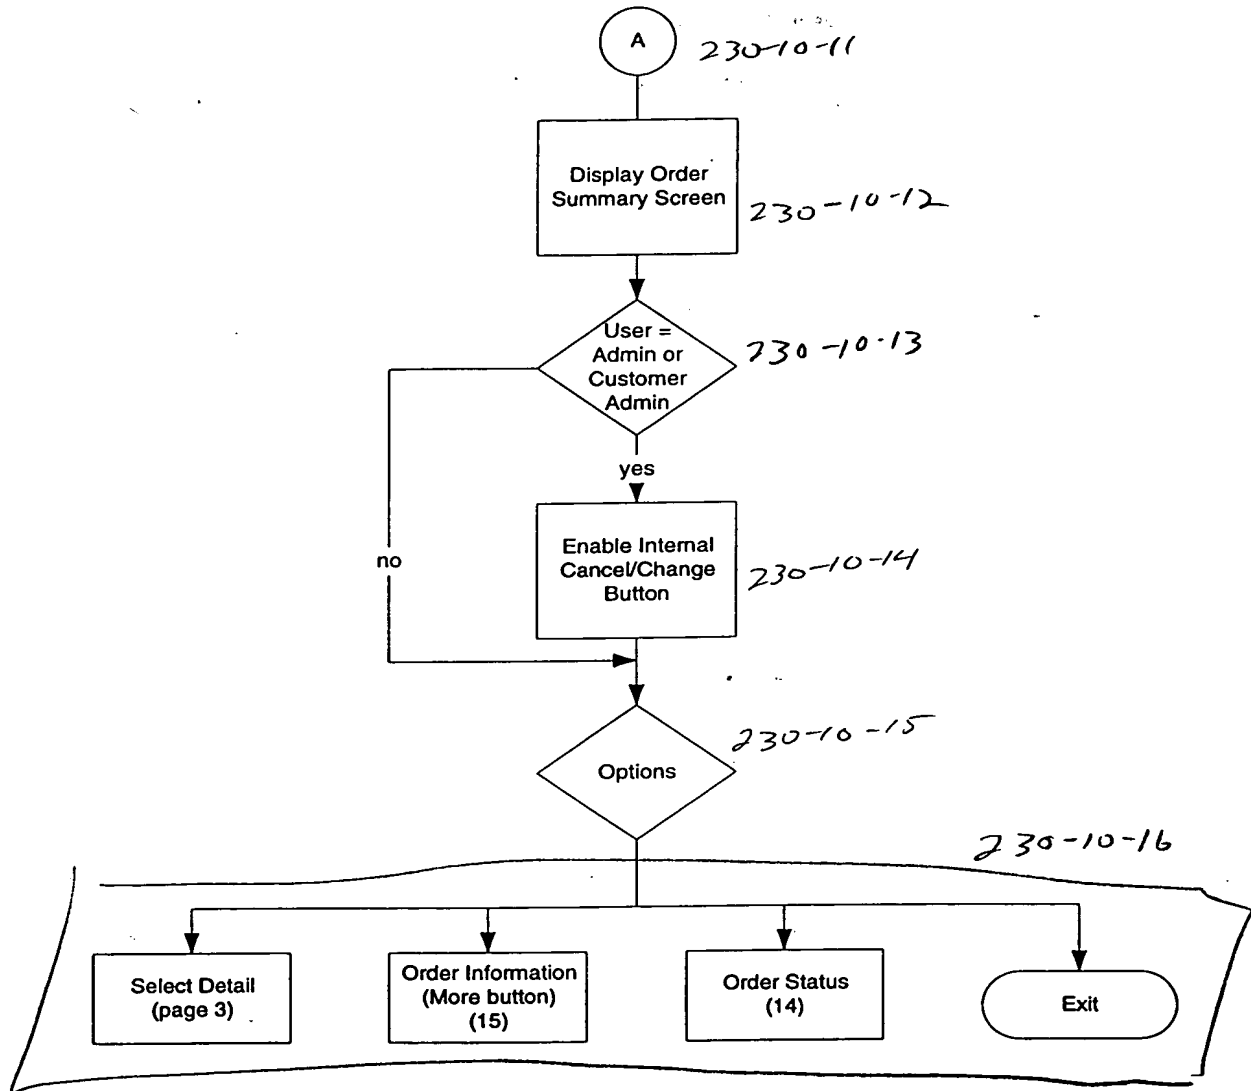 A
230-10-11
Display Order
Summary Screen
230-10-12
User =
Admin or
Customer
Admin
230-10-13
yes
no
Enable Internal
Cancel/Change
Button
230-10-14
Options
230-10-15
230-10-16
Select Detail
(page 3)
Order Information
(More button)
(15)
Order Status
(14)
Exit